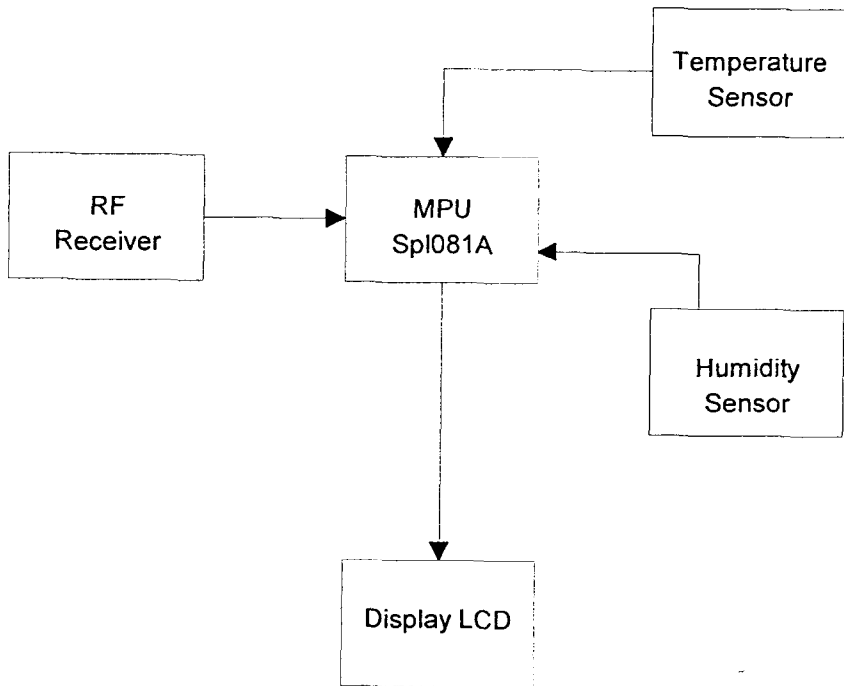 Temperature
Sensor
RF
Receiver
MPU
Spl081A
Humidity
Sensor
Display LCD